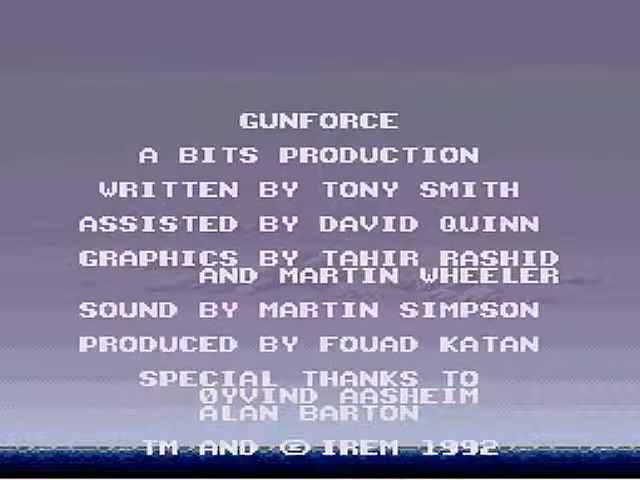 GUNFORCE
A BITS PRODUCTION
WRITTEN BY TONY SMITH
ASSISTED BY DAVID QUINN
GRAPHICS BY TAHIR RASHID
AND MARTIN WHEELER
SOUND BY MARTIN SIMPSON
PRODUCED BY FOUAD KATAN
SPECIAL THANKS TO
ØYVIND AASHEIM
ALAN BARTON
TM AND © IREM 1992